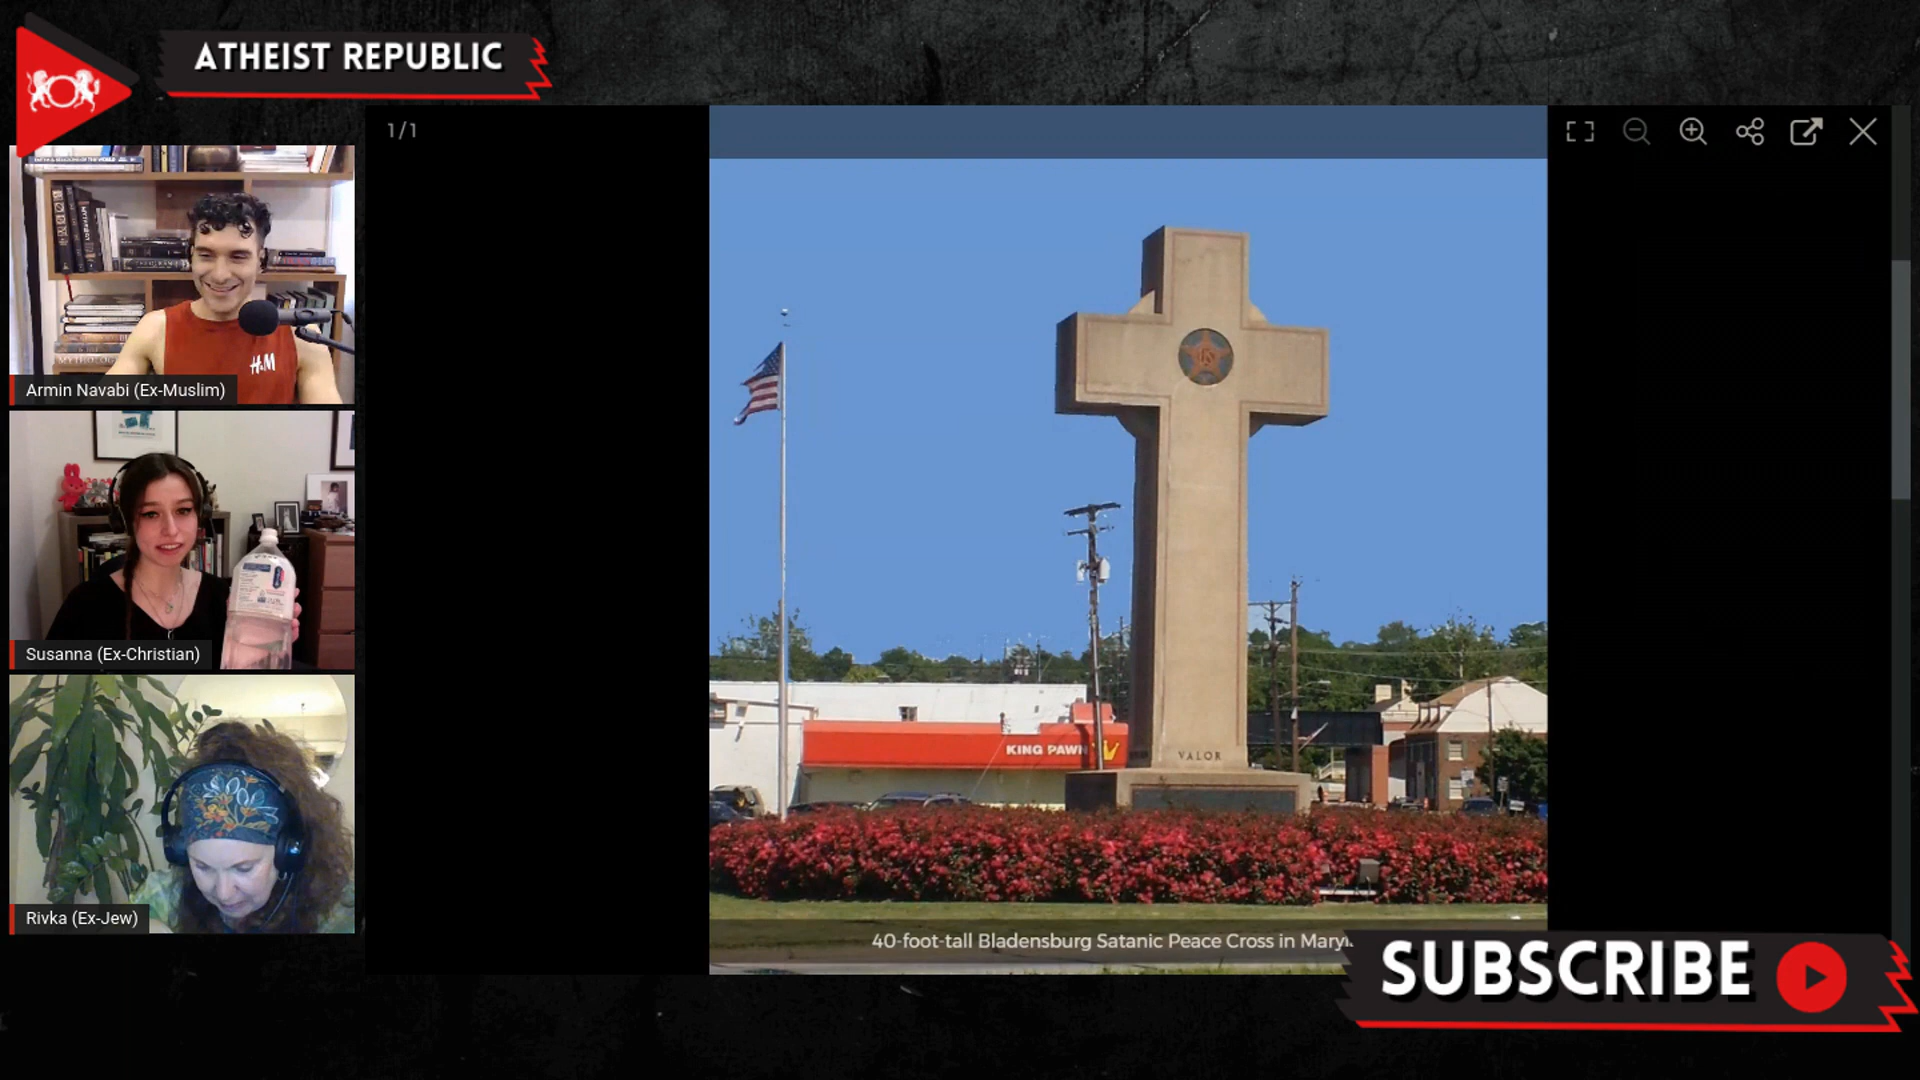 ATHEIST REPUBLIC
1/1
H&M
Armin Navabi (Ex-Muslim)
Susanna (Ex-Christian)
Rivka (Ex-Jew)
US
KING PAWN
VALOR
40-foot-tall Bladensburg Satanic Peace Cross in
SUBSCRIBE